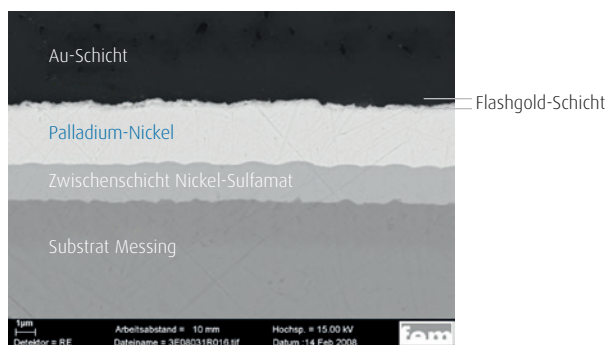 Au-Schicht
Flashgold-Schicht
Palladium-Nickel
Zwischenschicht Nickel-Sulfamat
Substrat Messing
1µm
Arbeitsabstand = 10 mm
Hochsp. = 15.00 kV
fem
Detektor = RE
Dateiname = 3E08031R016.tif
Datum :14 Feb 2008